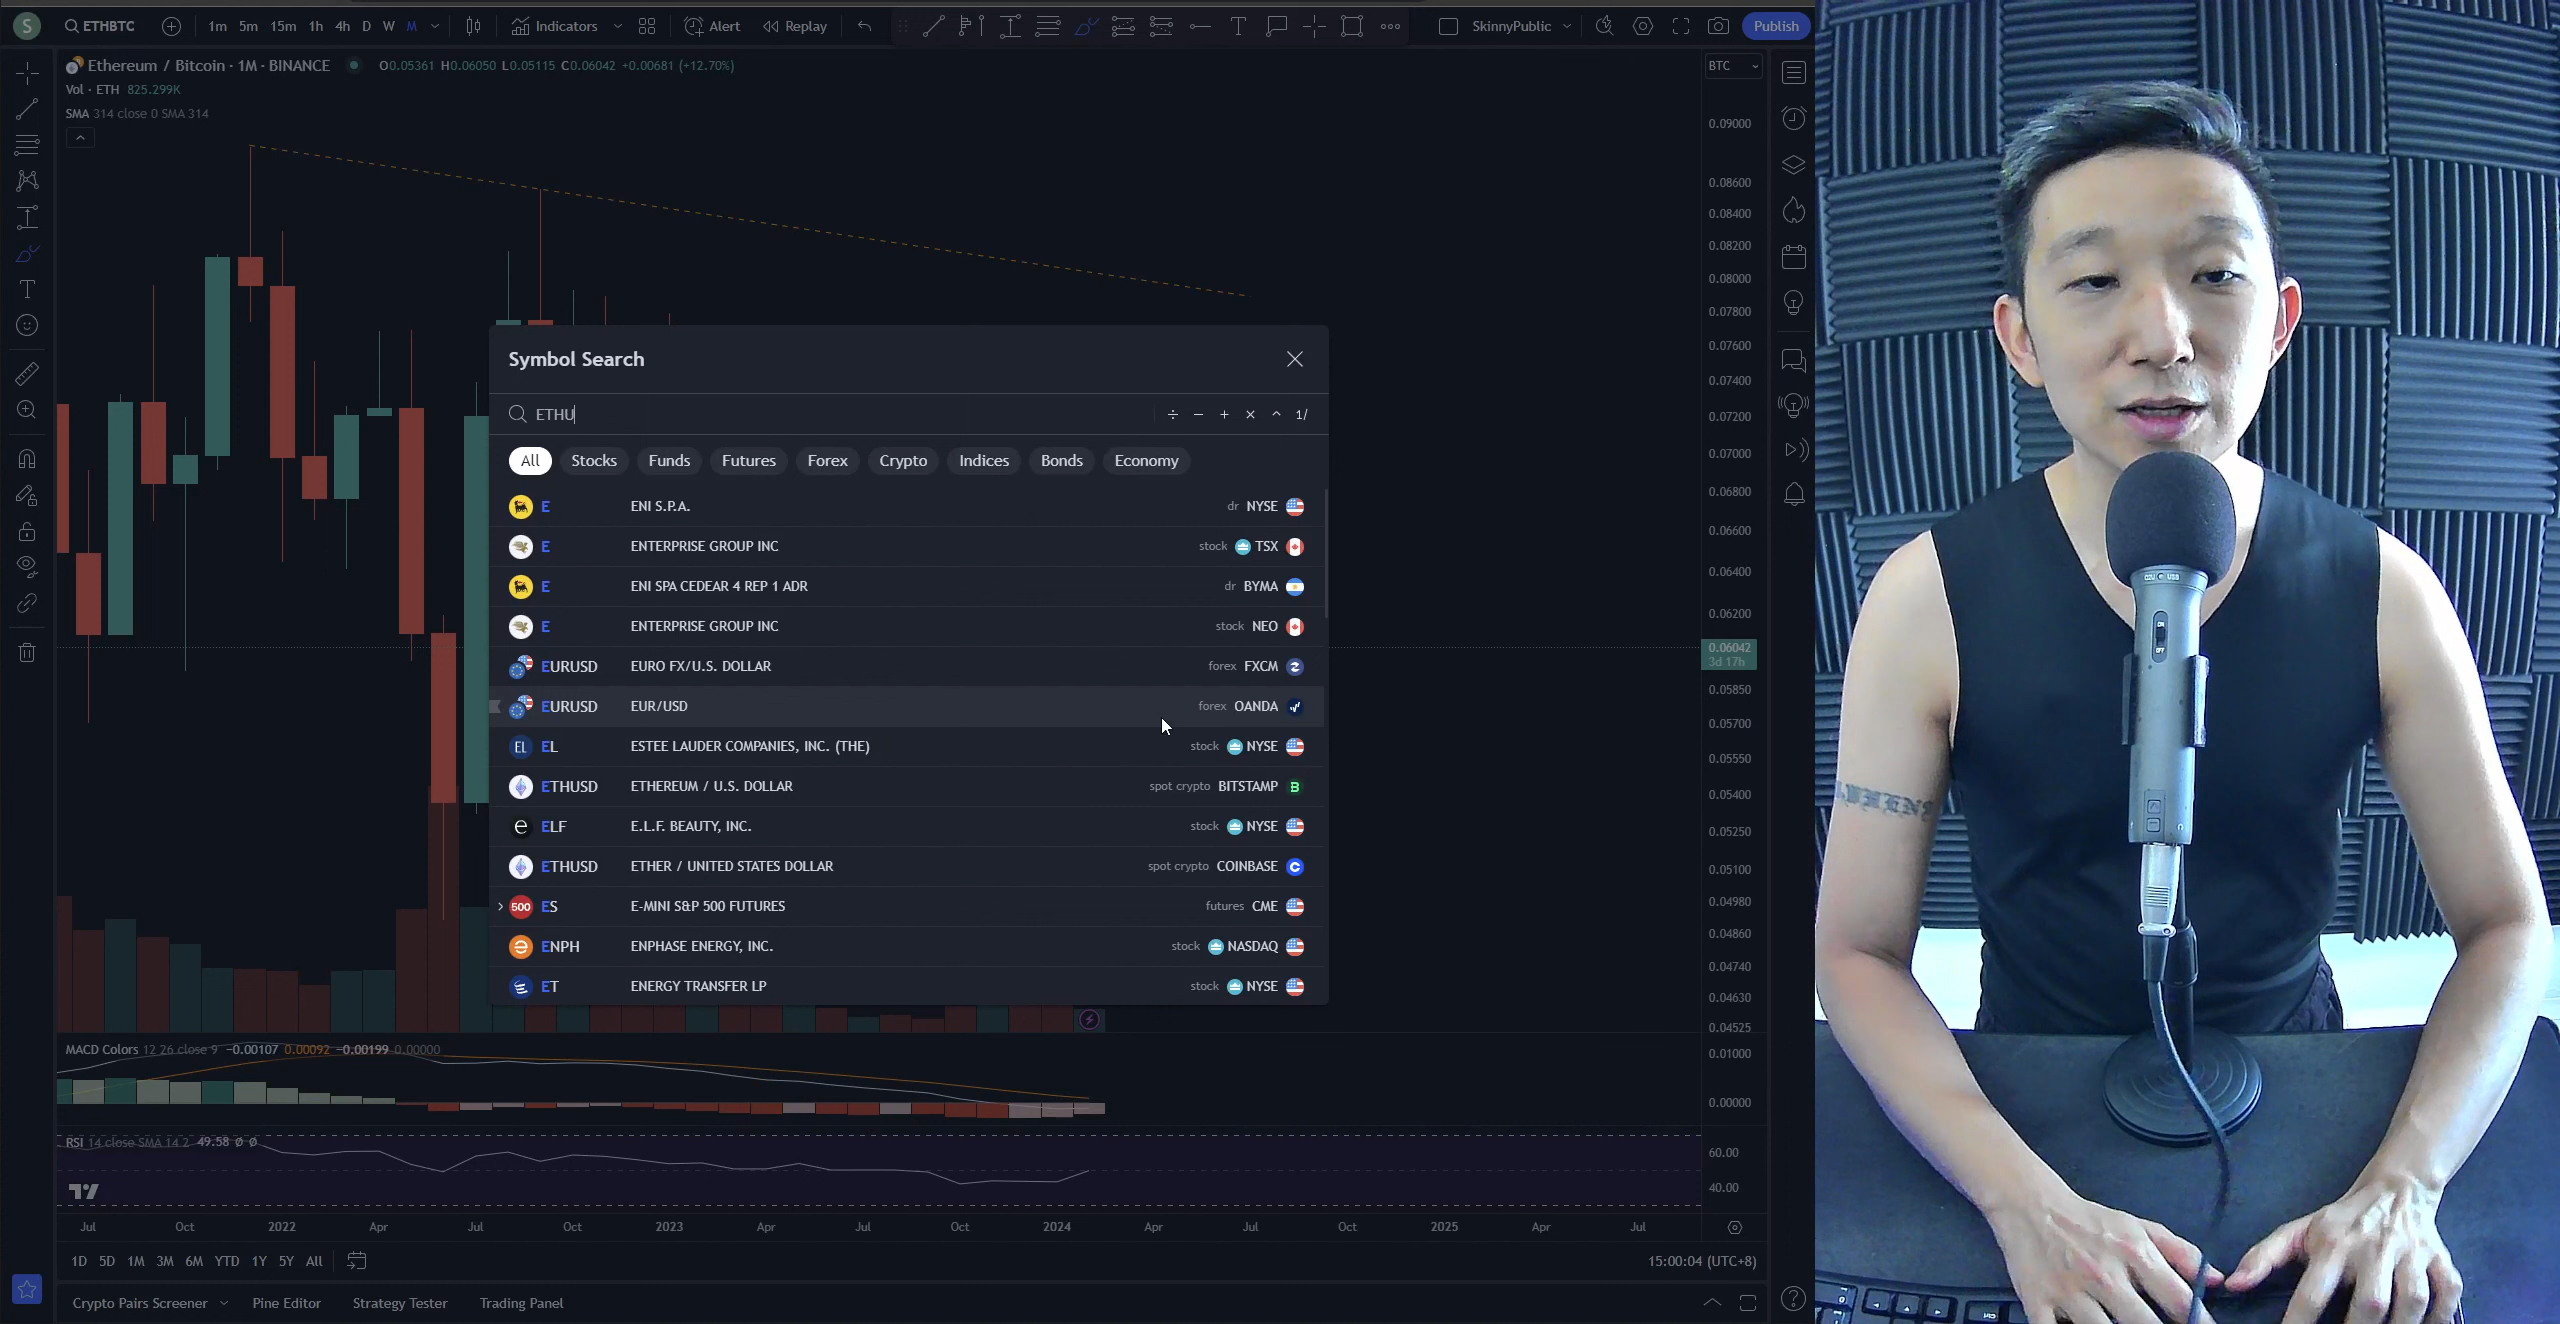 S ETHBTC 1m 5m 15m 1h 4h D W M Indicators Alert Replay SkinnyPublic Publish
Ethereum / Bitcoin · 1M · BINANCE O0.05361 H0.06050 L0.05115 C0.06042 +0.00681 (+12.70%)
BTC
Vol · ETH 825.299K
SMA 314 close 0 SMA 314
0.09000
0.08600
0.08400
0.08200
0.08000
0.07800
0.07600
0.07400
0.07200
0.07000
0.06800
0.06600
0.06400
0.06200
0.06042
3d 17h
0.05850
0.05700
0.05550
0.05400
0.05250
0.05100
0.04980
0.04860
0.04740
0.04630
0.04525
Symbol Search
ETHU ÷ − + × ^ 1/
All Stocks Funds Futures Forex Crypto Indices Bonds Economy
E ENI S.P.A. dr NYSE
E ENTERPRISE GROUP INC stock TSX
E ENI SPA CEDEAR 4 REP 1 ADR dr BYMA
E ENTERPRISE GROUP INC stock NEO
EURUSD EURO FX/U.S. DOLLAR forex FXCM
EURUSD EUR/USD forex OANDA
EL EL ESTEE LAUDER COMPANIES, INC. (THE) stock NYSE
ETHUSD ETHEREUM / U.S. DOLLAR spot crypto BITSTAMP
ELF E.L.F. BEAUTY, INC. stock NYSE
ETHUSD ETHER / UNITED STATES DOLLAR spot crypto COINBASE
500 ES E-MINI S&P 500 FUTURES futures CME
ENPH ENPHASE ENERGY, INC. stock NASDAQ
ET ENERGY TRANSFER LP stock NYSE
MACD Colors 12 26 close 9 −0.00107 0.00092 −0.00199 0.00000
0.01000
0.00000
RSI 14 close SMA 14 2 49.58 ∅ ∅
60.00
40.00
Jul Oct 2022 Apr Jul Oct 2023 Apr Jul Oct 2024 Apr Jul Oct 2025 Apr Jul
1D 5D 1M 3M 6M YTD 1Y 5Y All 15:00:04 (UTC+8)
Crypto Pairs Screener Pine Editor Strategy Tester Trading Panel
ON
OFF